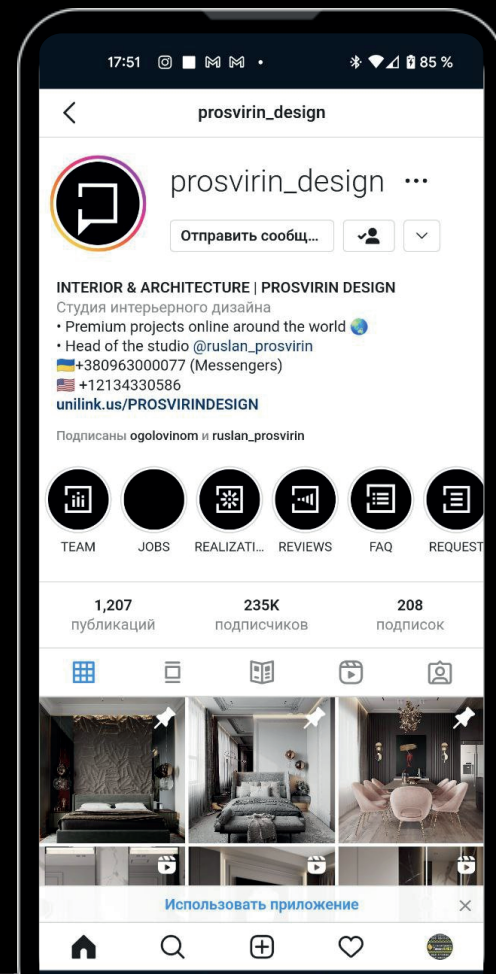 17:51
85 %
prosvirin_design
prosvirin_design
Отправить сообщ...
INTERIOR & ARCHITECTURE | PROSVIRIN DESIGN
Студия интерьерного дизайна
• Premium projects online around the world 🌏
• Head of the studio @ruslan_prosvirin
🇺🇦+380963000077 (Messengers)
🇺🇸 +12134330586
unilink.us/PROSVIRINDESIGN
Подписаны ogolovinom и ruslan_prosvirin
TEAM JOBS REALIZATI... REVIEWS FAQ REQUEST
1,207 235K 208
публикаций подписчиков подписок
Использовать приложение